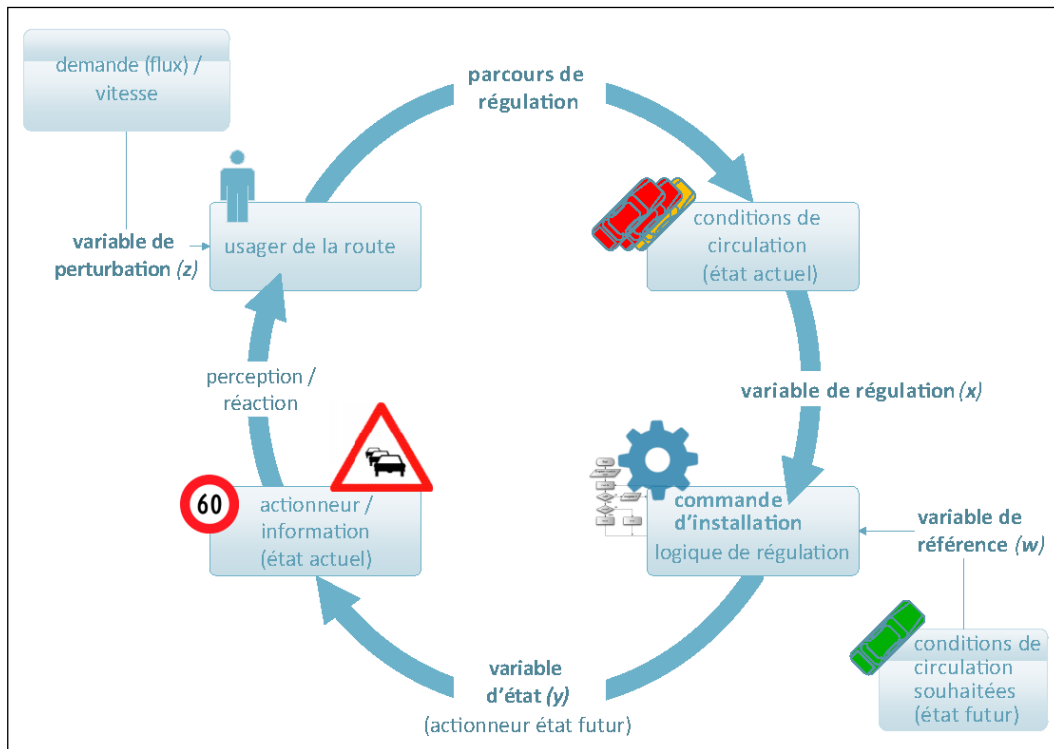 demande (flux) /
vitesse
parcours de
régulation
usager de la route
variable de
perturbation (z)
conditions de
circulation
(état actuel)
perception /
réaction
variable de régulation (x)
60
actionneur /
information
(état actuel)
commande
d'installation
logique de régulation
variable de
référence (w)
variable
d'état (y)
(actionneur état futur)
conditions de
circulation
souhaitées
(état futur)